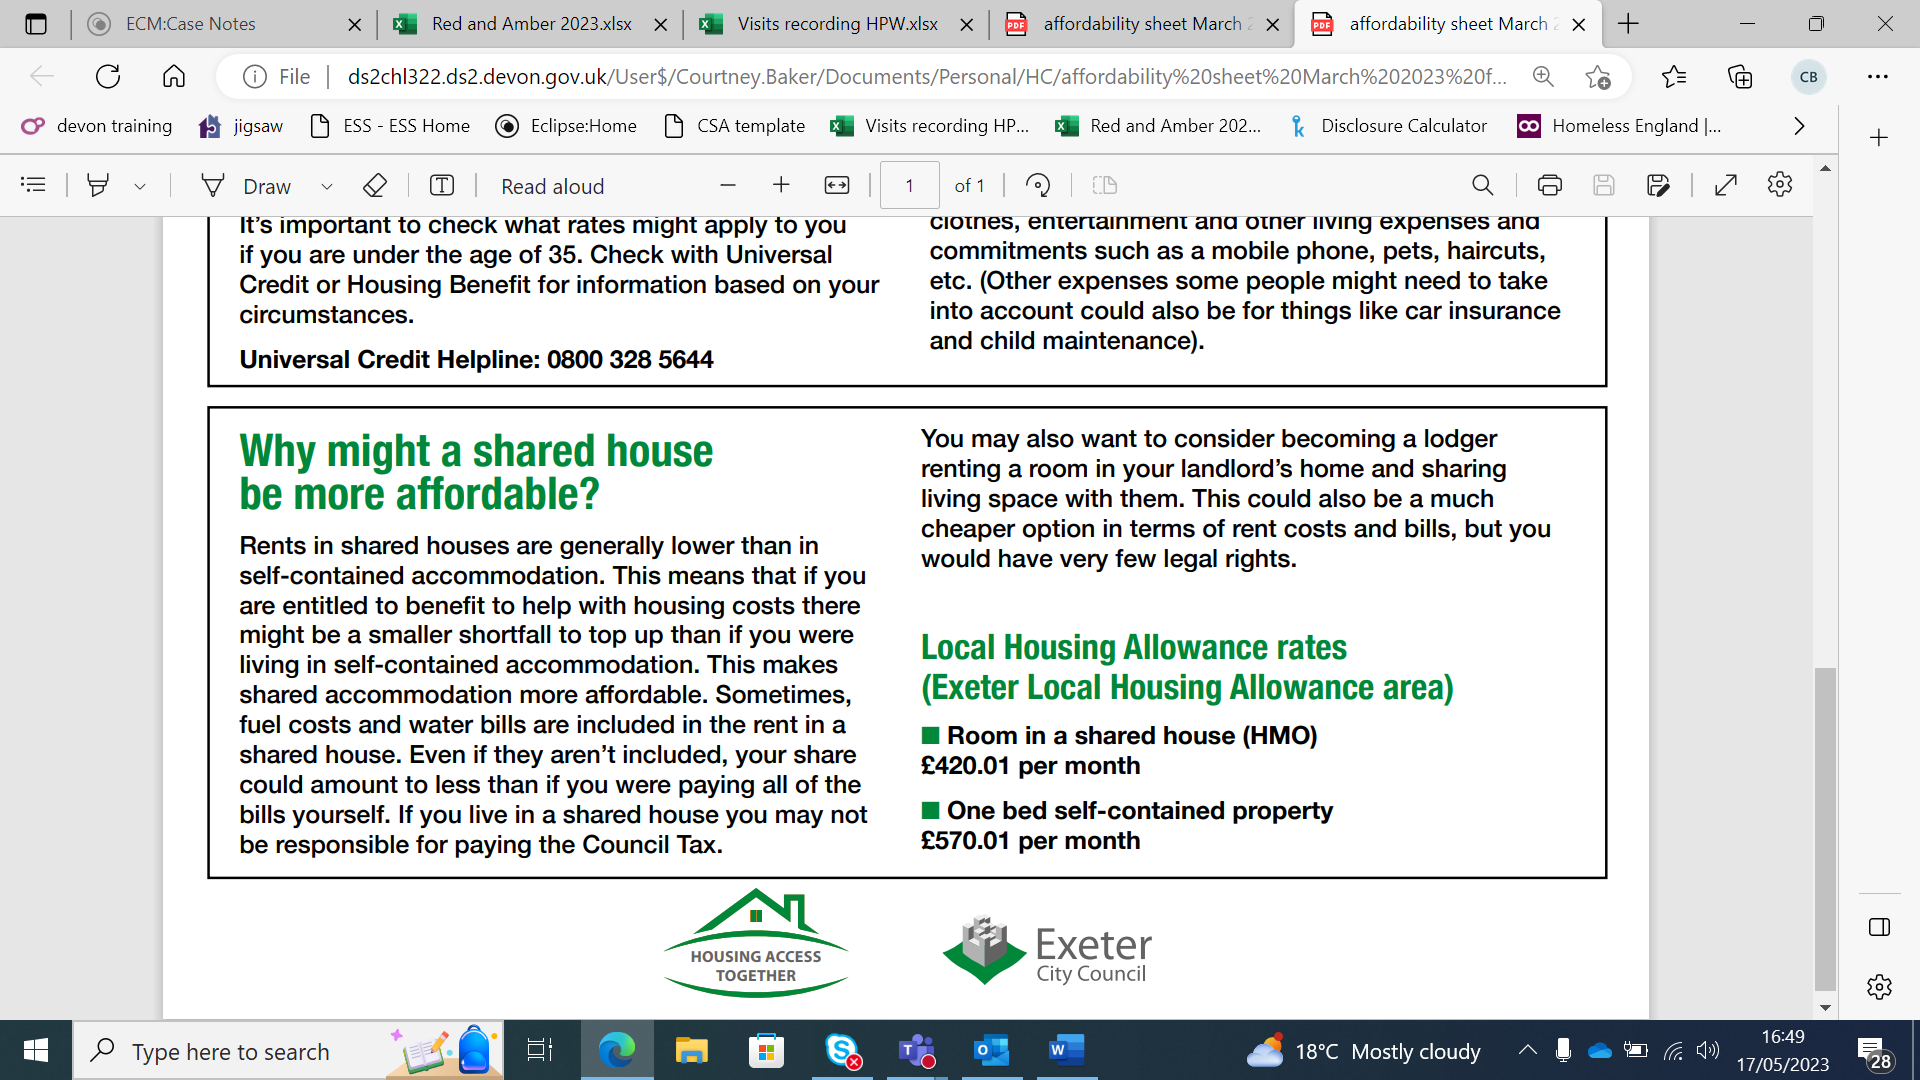 ECM:Case Notes
Red and Amber 2023.xlsx
Visits recording HPW.xlsx
affordability sheet March 2
affordability sheet March 2
File
ds2chl322.ds2.devon.gov.uk/User$/Courtney.Baker/Documents/Personal/HC/affordability%20sheet%20March%202023%20f...
CB
devon training
jigsaw
ESS - ESS Home
Eclipse:Home
CSA template
Visits recording HP...
Red and Amber 202...
Disclosure Calculator
Homeless England |...
Draw
Read aloud
1
of 1
It's important to check what rates might apply to you
if you are under the age of 35. Check with Universal
Credit or Housing Benefit for information based on your
circumstances.
Universal Credit Helpline: 0800 328 5644
clothes, entertainment and other living expenses and
commitments such as a mobile phone, pets, haircuts,
etc. (Other expenses some people might need to take
into account could also be for things like car insurance
and child maintenance).
Why might a shared house
be more affordable?
Rents in shared houses are generally lower than in
self-contained accommodation. This means that if you
are entitled to benefit to help with housing costs there
might be a smaller shortfall to top up than if you were
living in self-contained accommodation. This makes
shared accommodation more affordable. Sometimes,
fuel costs and water bills are included in the rent in a
shared house. Even if they aren't included, your share
could amount to less than if you were paying all of the
bills yourself. If you live in a shared house you may not
be responsible for paying the Council Tax.
You may also want to consider becoming a lodger
renting a room in your landlord's home and sharing
living space with them. This could also be a much
cheaper option in terms of rent costs and bills, but you
would have very few legal rights.
Local Housing Allowance rates
(Exeter Local Housing Allowance area)
■ Room in a shared house (HMO)
£420.01 per month
■ One bed self-contained property
£570.01 per month
HOUSING ACCESS
TOGETHER
Exeter
City Council
Type here to search
18°C Mostly cloudy
16:49
17/05/2023
28